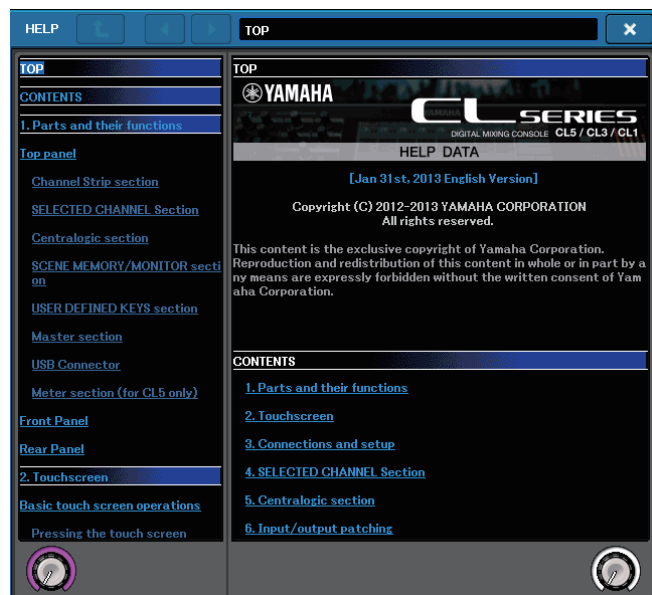 HELP
TOP
TOP
CONTENTS
1. Parts and their functions
Top panel
Channel Strip section
SELECTED CHANNEL Section
Centralogic section
SCENE MEMORY/MONITOR secti
on
USER DEFINED KEYS section
Master section
USB Connector
Meter section (for CL5 only)
Front Panel
Rear Panel
2. Touchscreen
Basic touch screen operations
Pressing the touch screen
TOP
YAMAHA
CL SERIES
DIGITAL MIXING CONSOLE CL5 / CL3 / CL1
HELP DATA
[Jan 31st, 2013 English Version]
Copyright (C) 2012-2013 YAMAHA CORPORATION
All rights reserved.
This content is the exclusive copyright of Yamaha Corporation.
Reproduction and redistribution of this content in whole or in part by a
ny means are expressly forbidden without the written consent of Yam
aha Corporation.
CONTENTS
1. Parts and their functions
2. Touchscreen
3. Connections and setup
4. SELECTED CHANNEL Section
5. Centralogic section
6. Input/output patching